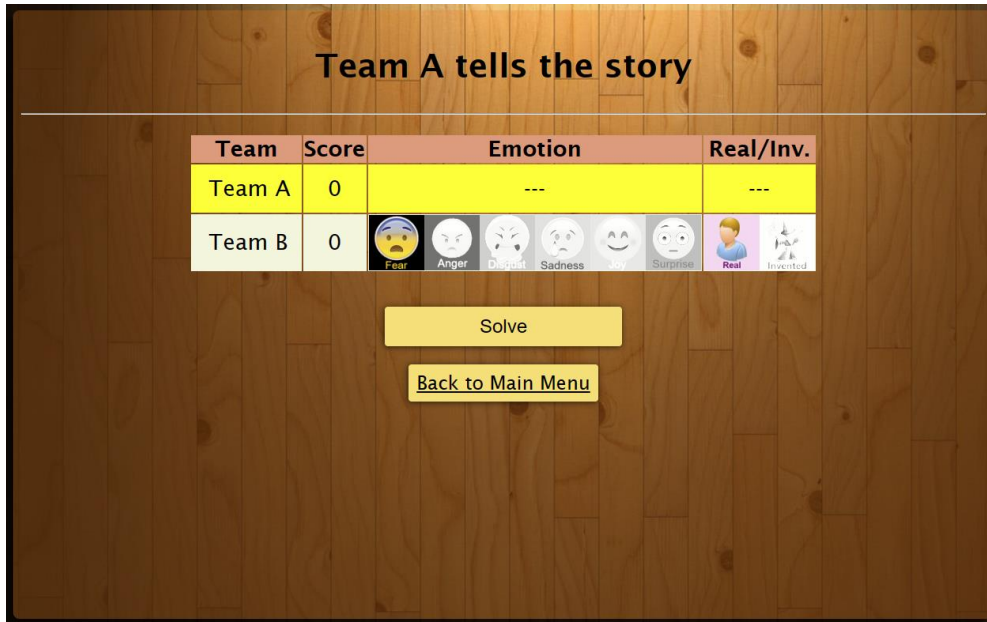 Team A tells the story
Team Score Emotion Real/Inv.
Team A 0 --- ---
Team B 0 Fear Anger Disgust Sadness Joy Surprise Real Invented
Solve
Back to Main Menu